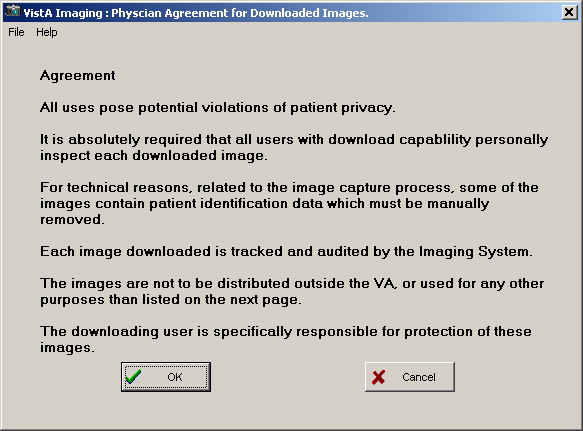 VistA Imaging : Physcian Agreement for Downloaded Images.
File Help
Agreement
All uses pose potential violations of patient privacy.
It is absolutely required that all users with download capablility personally
inspect each downloaded image.
For technical reasons, related to the image capture process, some of the
images contain patient identification data which must be manually
removed.
Each image downloaded is tracked and audited by the Imaging System.
The images are not to be distributed outside the VA, or used for any other
purposes than listed on the next page.
The downloading user is specifically responsible for protection of these
images.
OK Cancel